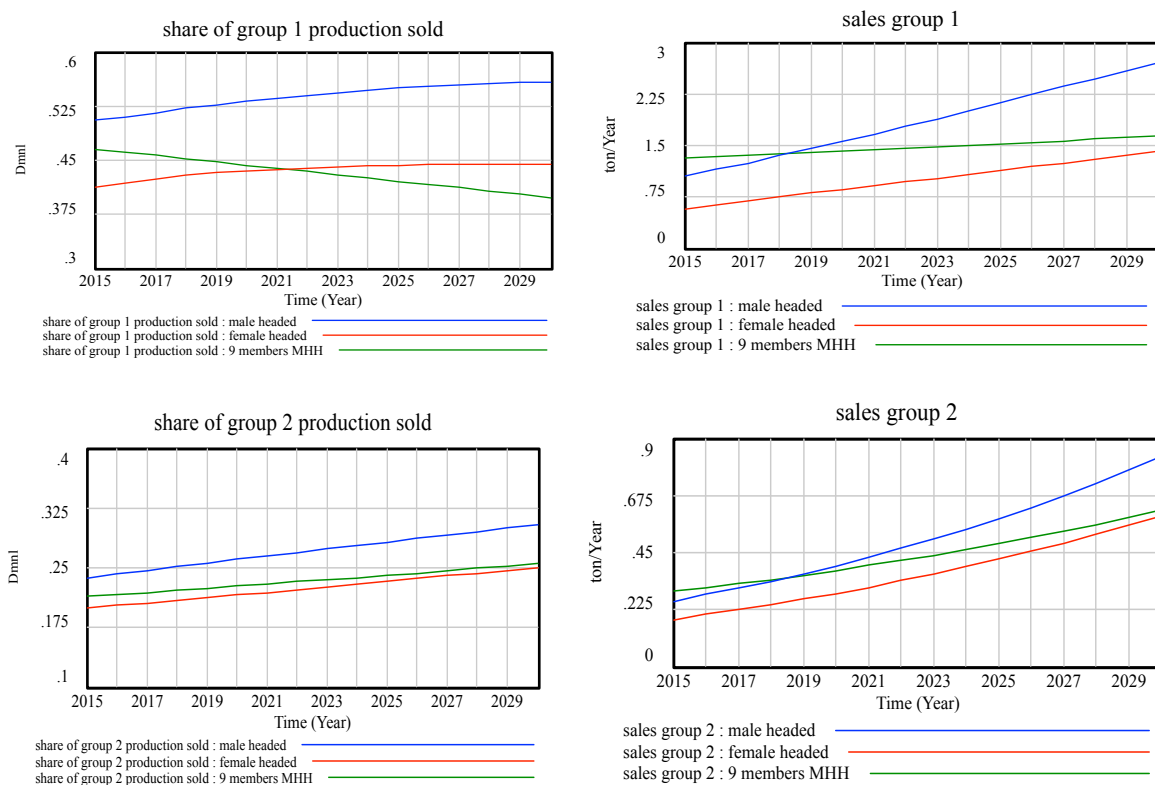 share of group 1 production sold
.6
.525
.45
.375
.3
Dmnl
2015 2017 2019 2021 2023 2025 2027 2029
Time (Year)
share of group 1 production sold : male headed
share of group 1 production sold : female headed
share of group 1 production sold : 9 members MHH
sales group 1
3
2.25
1.5
.75
0
ton/Year
2015 2017 2019 2021 2023 2025 2027 2029
Time (Year)
sales group 1 : male headed
sales group 1 : female headed
sales group 1 : 9 members MHH
share of group 2 production sold
.4
.325
.25
.175
.1
Dmnl
2015 2017 2019 2021 2023 2025 2027 2029
Time (Year)
share of group 2 production sold : male headed
share of group 2 production sold : female headed
share of group 2 production sold : 9 members MHH
sales group 2
.9
.675
.45
.225
0
ton/Year
2015 2017 2019 2021 2023 2025 2027 2029
Time (Year)
sales group 2 : male headed
sales group 2 : female headed
sales group 2 : 9 members MHH